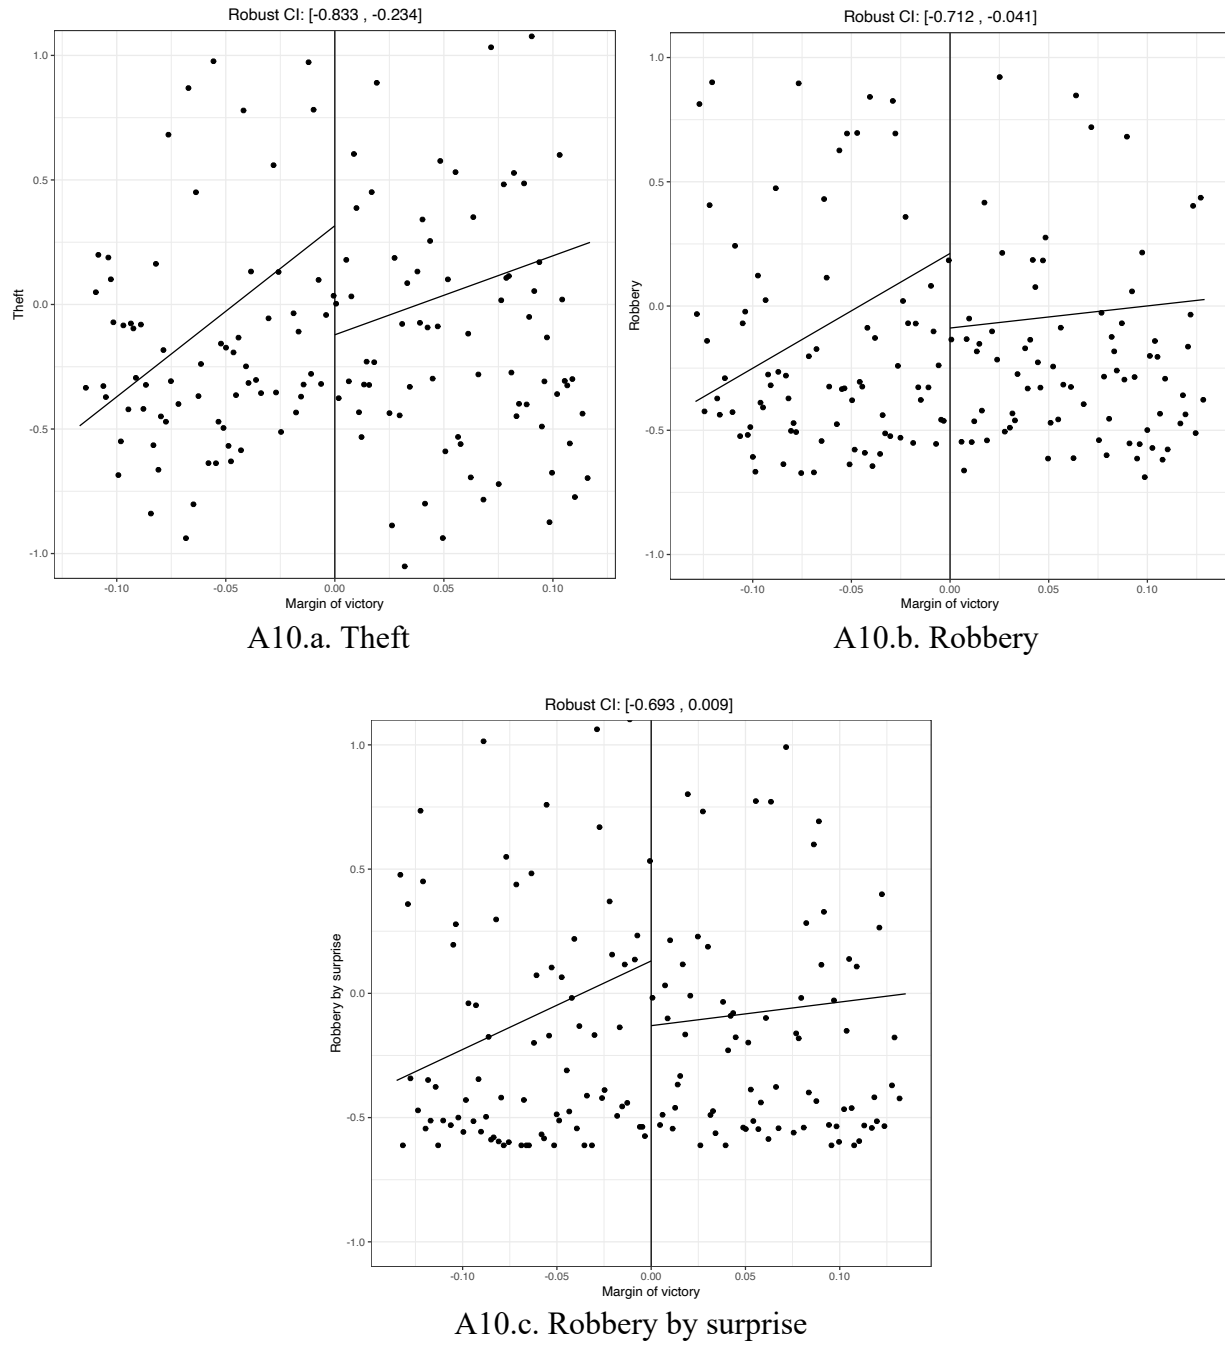 Robust CI: [-0.833 , -0.234]
1.0
0.5
0.0
-0.5
-1.0
Theft
-0.10
-0.05
0.00
0.05
0.10
Margin of victory
A10.a. Theft
Robust CI: [-0.712 , -0.041]
1.0
0.5
0.0
-0.5
-1.0
Robbery
-0.10
-0.05
0.00
0.05
0.10
Margin of victory
A10.b. Robbery
Robust CI: [-0.693 , 0.009]
1.0
0.5
0.0
-0.5
-1.0
Robbery by surprise
-0.10
-0.05
0.00
0.05
0.10
Margin of victory
A10.c. Robbery by surprise